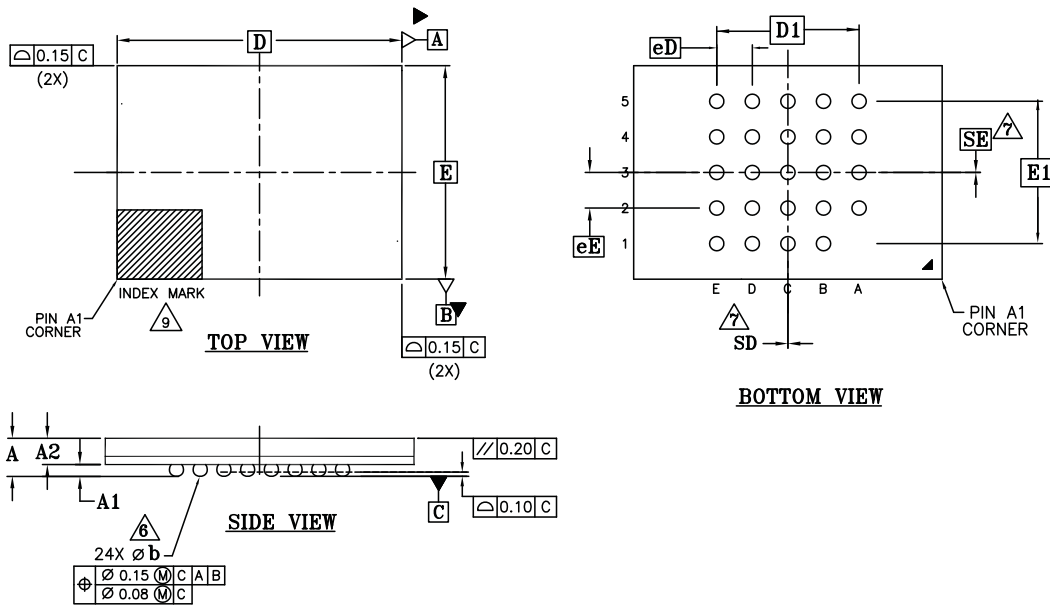 D
A
0.15 C
(2X)
E
INDEX MARK
9
PIN A1
CORNER
B
TOP VIEW
0.15 C
(2X)
D1
eD
5
4
3
2
1
SE
7
E1
eE
E D C B A
7
SD
PIN A1
CORNER
BOTTOM VIEW
A
A2
A1
// 0.20 C
C
0.10 C
SIDE VIEW
6
24X Ø b
⌖ Ø 0.15 Ⓜ C A B
Ø 0.08 Ⓜ C